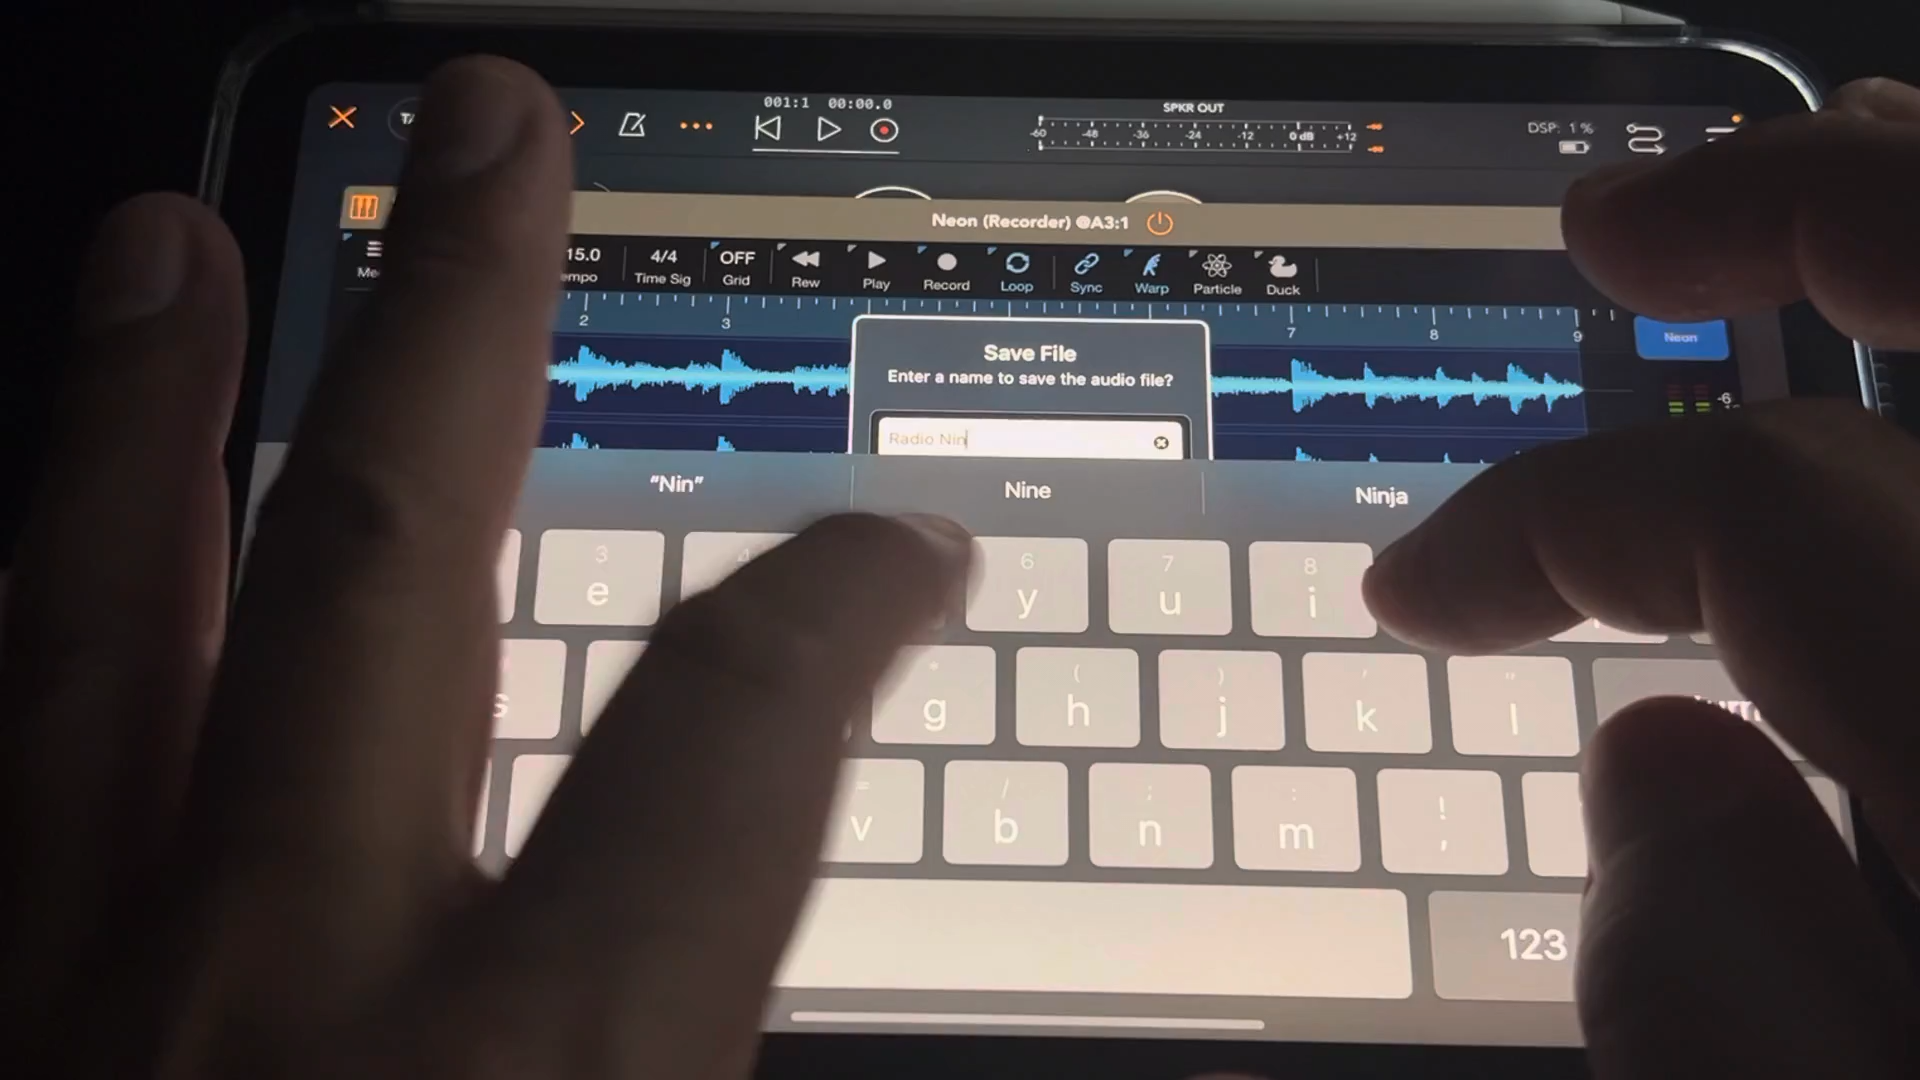 001:1 00:00.0
SPKR OUT
-60 -48 -36 -24 -12 0 dB +12
DSP: 1 %
Neon (Recorder) @A3:1
15.0
4/4 Time Sig
OFF Grid
Rew
Play
Record
Loop
Sync
Warp
Particle
Duck
2 3 7 8 9
Neon
-6
Save File
Enter a name to save the audio file?
Radio Nin
"Nin" Nine Ninja
3 e 6 y 7 u 8 i
s g ( h ) j ' k " l
v / b ; n : m ! ,
123